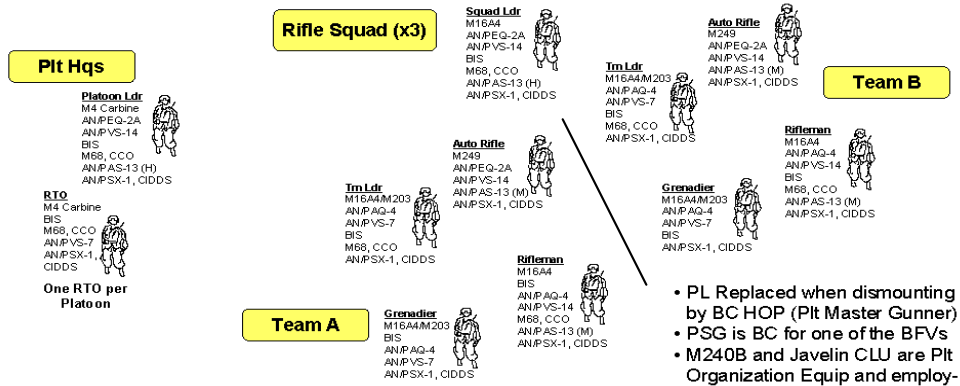 Plt Hqs
Platoon Ldr
M4 Carbine
AN/PEQ-2A
AN/PVS-14
BIS
M68, CCO
AN/PAS-13 (H)
AN/PSX-1, CIDDS
RTO
M4 Carbine
BIS
M68, CCO
AN/PVS-7
AN/PSX-1,
CIDDS
One RTO per
Platoon
Rifle Squad (x3)
Squad Ldr
M16A4
AN/PEQ-2A
AN/PVS-14
BIS
M68, CCO
AN/PAS-13 (H)
AN/PSX-1, CIDDS
Team A
Tm Ldr
M16A4/M203
AN/PAQ-4
AN/PVS-7
BIS
M68, CCO
AN/PSX-1, CIDDS
Auto Rifle
M249
AN/PEQ-2A
AN/PVS-14
AN/PAS-13 (M)
AN/PSX-1, CIDDS
Grenadier
M16A4/M203
BIS
AN/PAQ-4
AN/PVS-7
AN/PSX-1, CIDDS
Rifleman
M16A4
BIS
AN/PAQ-4
AN/PVS-14
M68, CCO
AN/PAS-13 (M)
AN/PSX-1, CIDDS
Team B
Tm Ldr
M16A4/M203
AN/PAQ-4
AN/PVS-7
BIS
M68, CCO
AN/PSX-1, CIDDS
Auto Rifle
M249
AN/PEQ-2A
AN/PVS-14
AN/PAS-13 (M)
AN/PSX-1, CIDDS
Grenadier
M16A4/M203
AN/PAQ-4
AN/PVS-7
BIS
AN/PSX-1, CIDDS
Rifleman
M16A4
AN/PAQ-4
AN/PVS-14
BIS
M68, CCO
AN/PAS-13 (M)
AN/PSX-1, CIDDS
• PL Replaced when dismounting
by BC HOP (Plt Master Gunner)
• PSG is BC for one of the BFVs
• M240B and Javelin CLU are Plt
Organization Equip and employ-